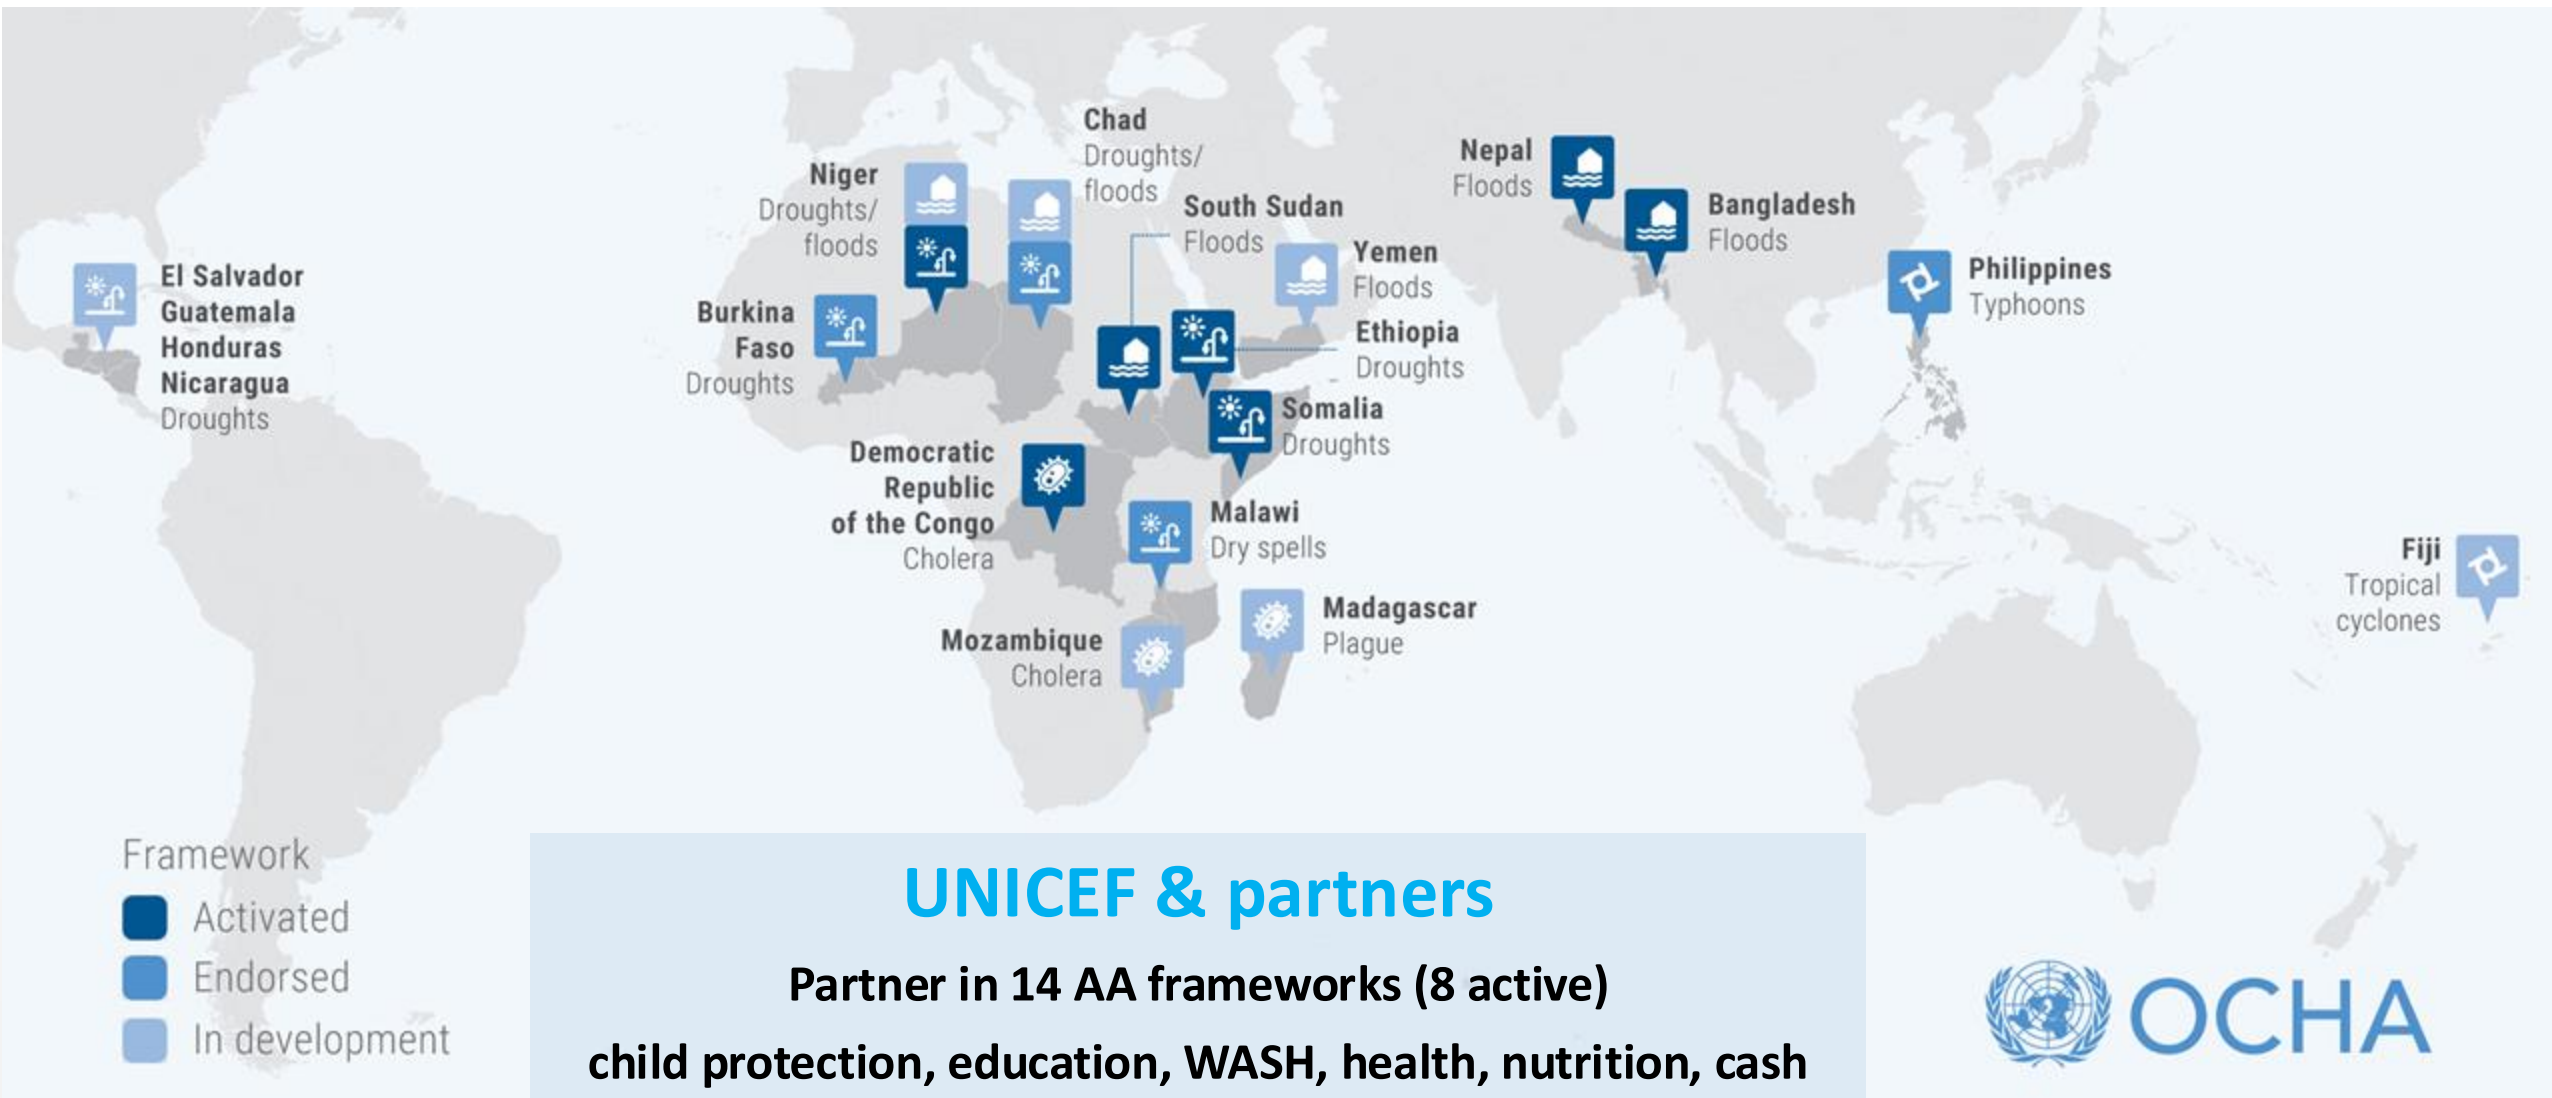 Chad
Droughts/
floods
Niger
Droughts/
floods
South Sudan
Floods
Yemen
Floods
Nepal
Floods
Bangladesh
Floods
Philippines
Typhoons
El Salvador
Guatemala
Honduras
Nicaragua
Droughts
Burkina
Faso
Droughts
Ethiopia
Droughts
Somalia
Droughts
Democratic
Republic
of the Congo
Cholera
Malawi
Dry spells
Fiji
Tropical
cyclones
Mozambique
Cholera
Madagascar
Plague
Framework
Activated
Endorsed
In development
UNICEF & partners
Partner in 14 AA frameworks (8 active)
child protection, education, WASH, health, nutrition, cash
OCHA